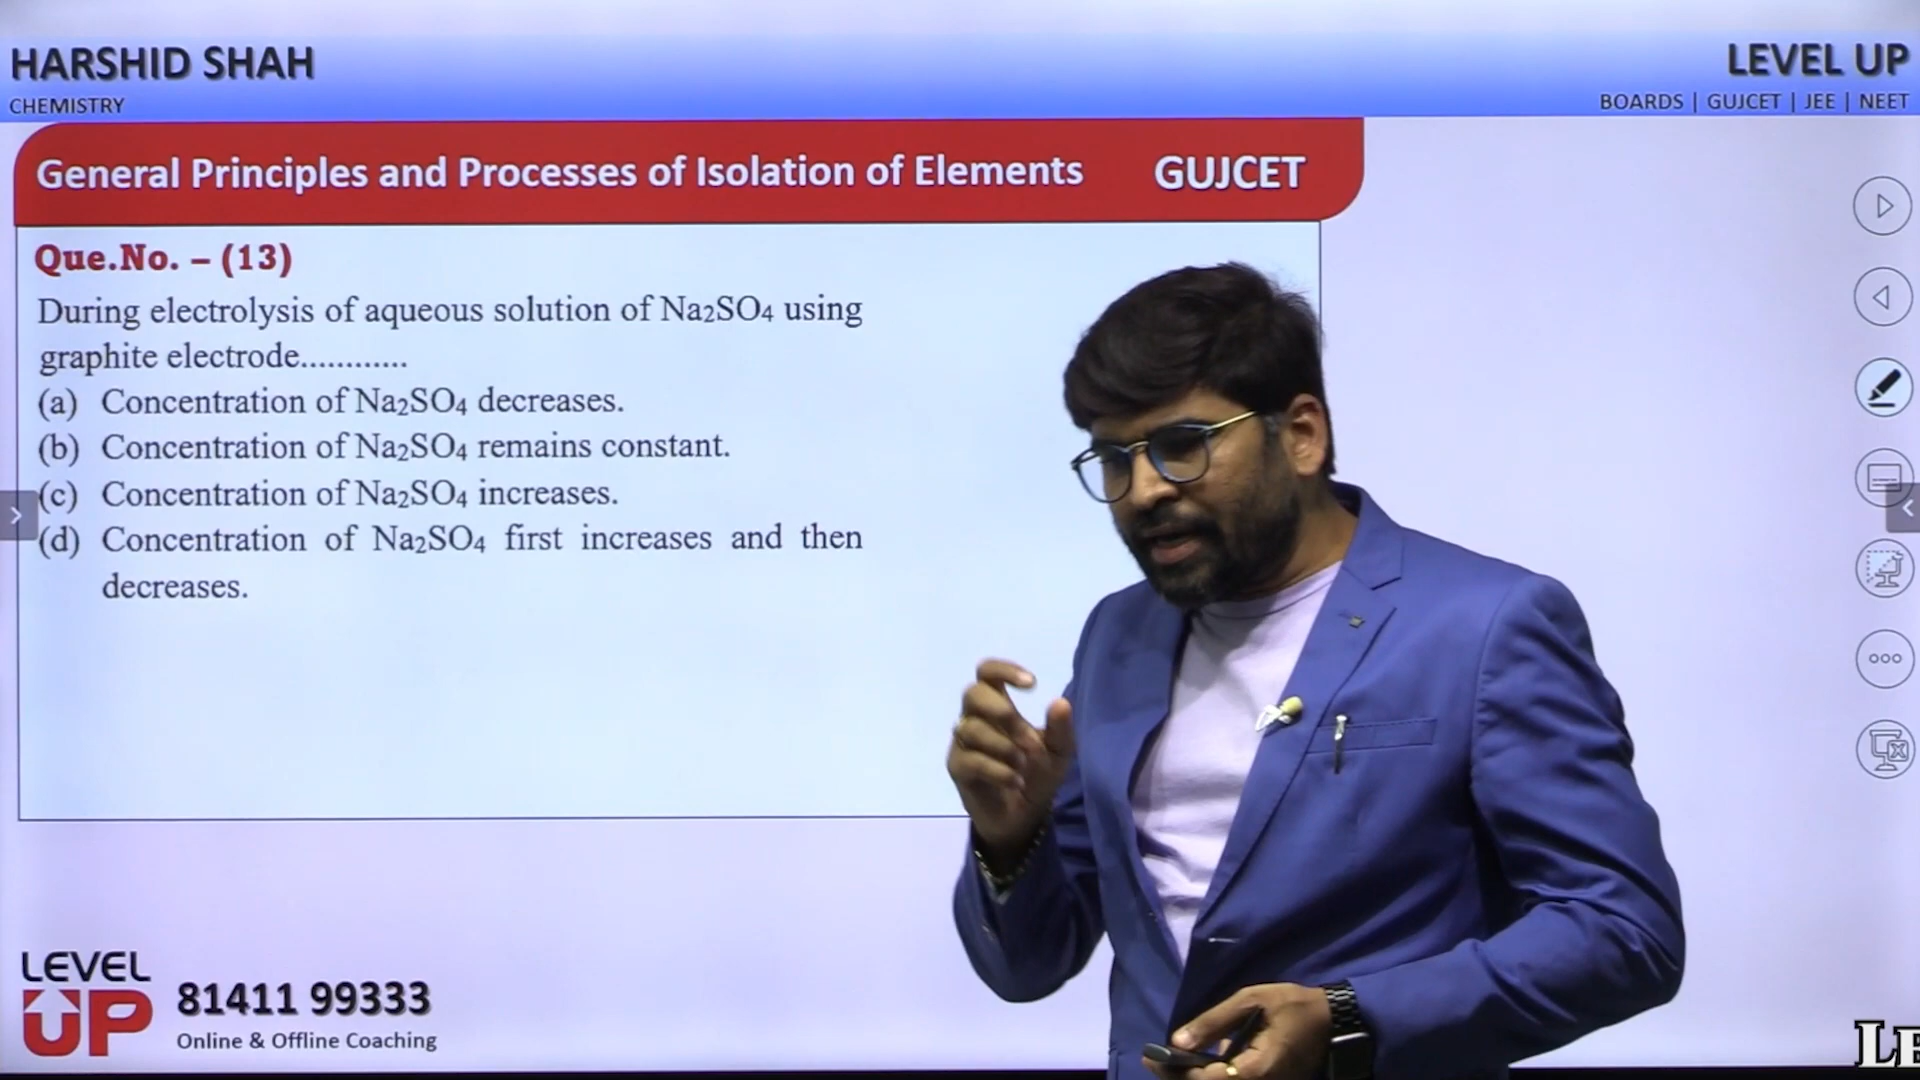 HARSHID SHAH
CHEMISTRY
LEVEL UP
BOARDS | GUJCET | JEE | NEET
General Principles and Processes of Isolation of Elements GUJCET
Que.No. – (13)
During electrolysis of aqueous solution of Na₂SO₄ using
graphite electrode............
(a) Concentration of Na₂SO₄ decreases.
(b) Concentration of Na₂SO₄ remains constant.
(c) Concentration of Na₂SO₄ increases.
(d) Concentration of Na₂SO₄ first increases and then
decreases.
LEVEL
UP
81411 99333
Online & Offline Coaching
LE